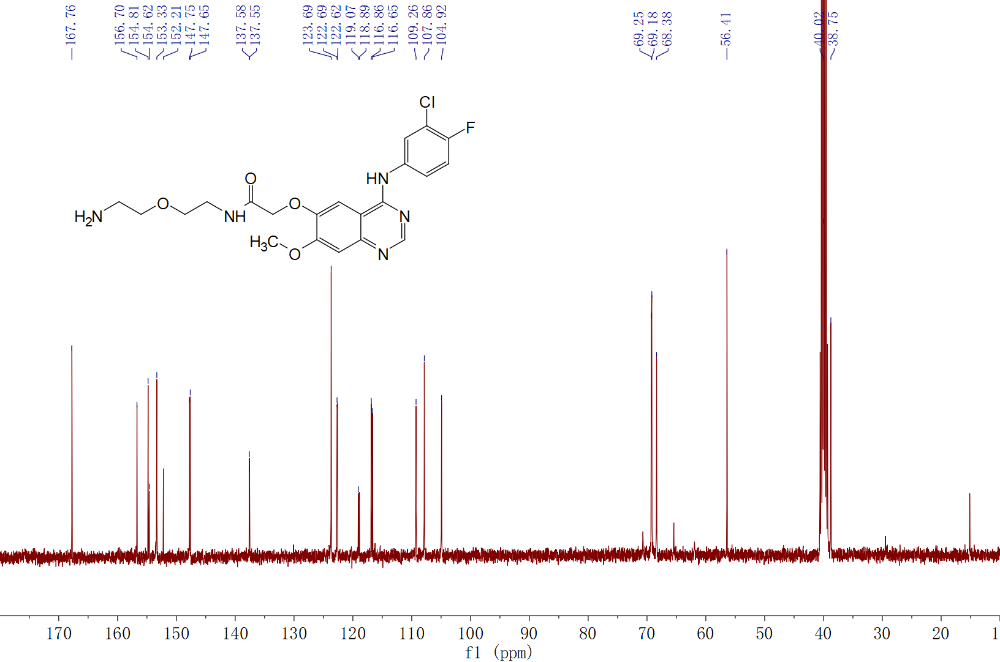 167.76
156.70
154.81
154.62
153.33
152.21
147.75
147.65
137.58
137.55
123.69
122.69
122.62
119.07
118.89
116.86
116.65
109.26
107.86
104.92
69.25
69.18
68.38
56.41
40.02
38.75
Cl
F
HN
O
O
O
H2N
NH
N
H3C
O
N
170 160 150 140 130 120 110 100 90 80 70 60 50 40 30 20 1
f1 (ppm)